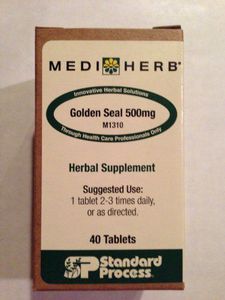 MEDI HERB®
Innovative Herbal Solutions
Golden Seal 500mg
M1310
Through Health Care Professionals Only
Herbal Supplement
Suggested Use:
1 tablet 2-3 times daily,
or as directed.
40 Tablets
SP Standard
Process